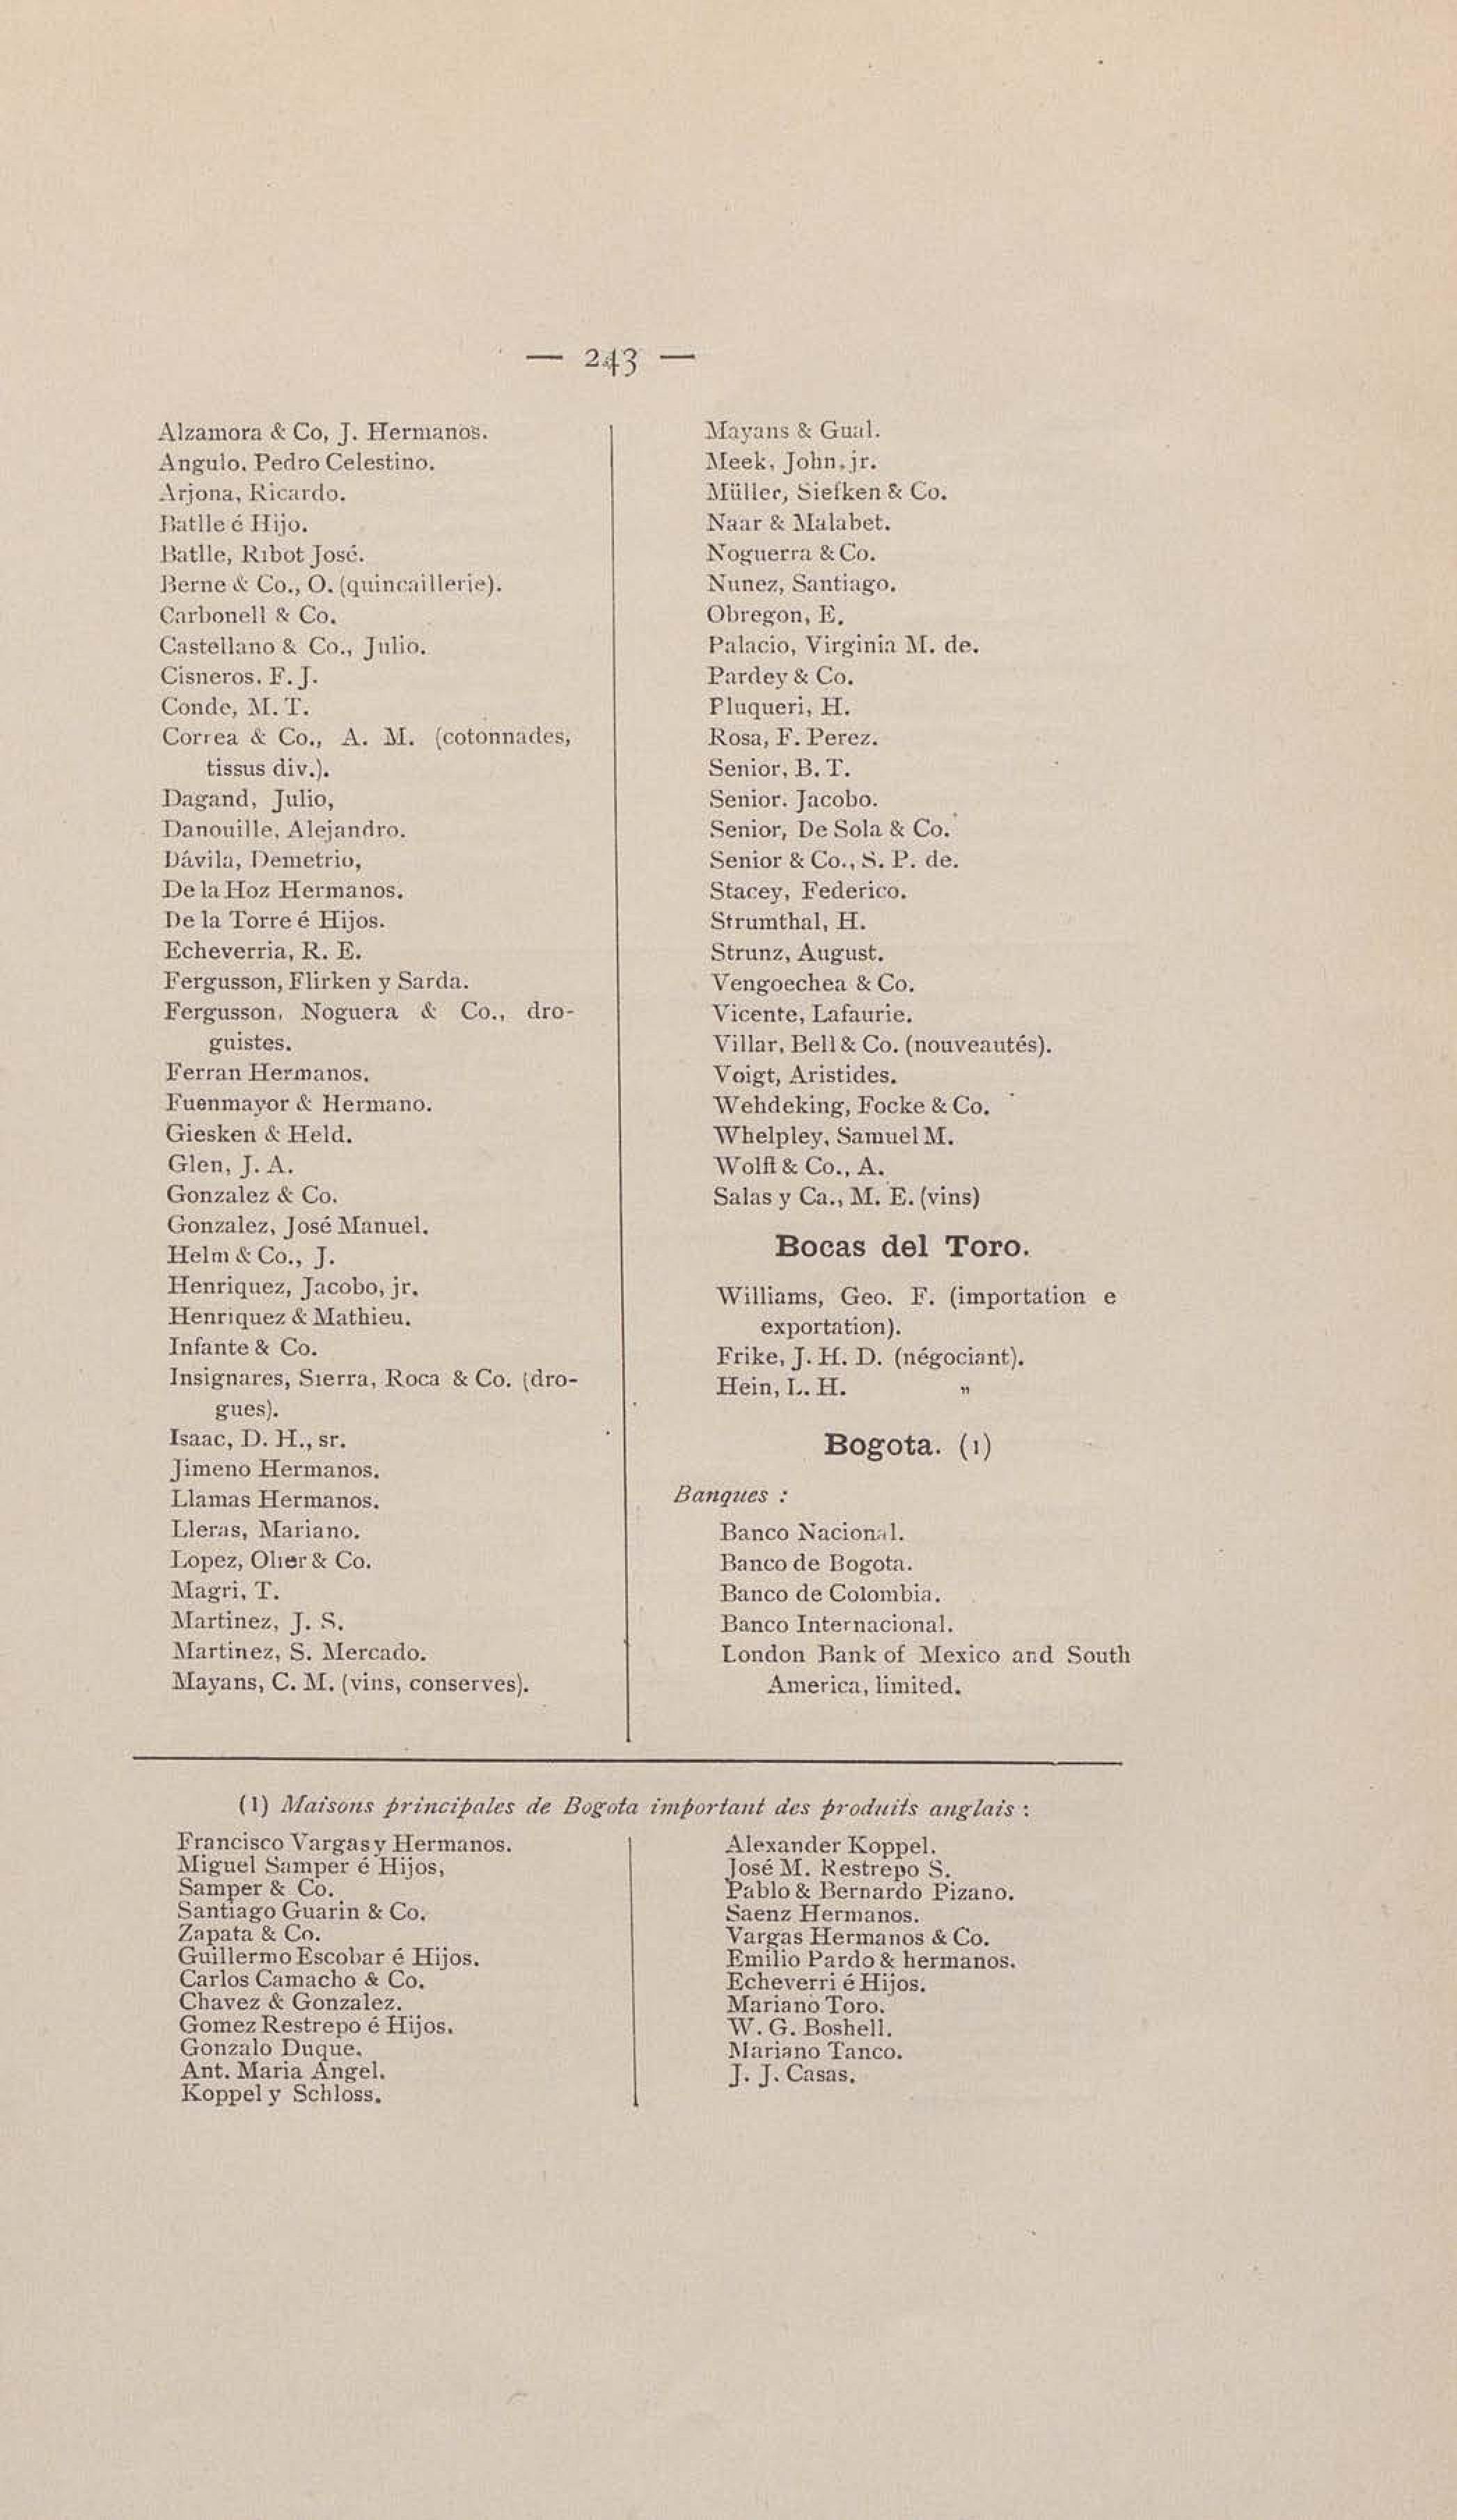 — 243 —
Alzamora & Co, J. Hermanos.
Angulo. Pedro Celestino.
Arjona, Ricardo.
Batlle é Hijo.
Batlle, Ribot José.
Berne & Co., O. (quincaillerie).
Carbonell & Co.
Castellano & Co., Julio.
Cisneros. F. J.
Conde, M. T.
Correa & Co., A. M. (cotonnades,
tissus div.).
Dagand, Julio,
Danouille, Alejandro.
Dávila, Demetrio,
De la Hoz Hermanos.
De la Torre é Hijos.
Echeverria, R. E.
Fergusson, Flirken y Sarda.
Fergusson, Noguera & Co., dro-
guistes.
Ferran Hermanos.
Fuenmayor & Hermano.
Giesken & Held.
Glen, J. A.
Gonzalez & Co.
Gonzalez, José Manuel.
Helm & Co., J.
Henriquez, Jacobo, jr.
Henriquez & Mathieu.
Infante & Co.
Insignares, Sierra, Roca & Co. (dro-
gues).
Isaac, D. H., sr.
Jimeno Hermanos.
Llamas Hermanos.
Lleras, Mariano.
Lopez, Olier & Co.
Magri, T.
Martinez, J. S.
Martinez, S. Mercado.
Mayans, C. M. (vins, conserves).
Mayans & Gual.
Meek, John, jr.
Müller, Siefken & Co.
Naar & Malabet.
Noguerra & Co.
Nunez, Santiago.
Obregon, E.
Palacio, Virginia M. de.
Pardey & Co.
Pluqueri, H.
Rosa, F. Perez.
Senior, B. T.
Senior. Jacobo.
Senior, De Sola & Co.
Senior & Co., S. P. de.
Stacey, Federico.
Strumthal, H.
Strunz, August.
Vengoechea & Co.
Vicente, Lafaurie.
Villar, Bell & Co. (nouveautés).
Voigt, Aristides.
Wehdeking, Focke & Co.
Whelpley, Samuel M.
Wolff & Co., A.
Salas y Ca., M. E. (vins)
Bocas del Toro.
Williams, Geo. F. (importation e
exportation).
Frike, J. H. D. (négociant).
Hein, L. H. "
Bogota. (1)
Banques :
Banco Nacional.
Banco de Bogota.
Banco de Colombia.
Banco Internacional.
London Bank of Mexico and South
America, limited.
(1) Maisons principales de Bogota important des produits anglais :
Francisco Vargas y Hermanos.
Miguel Samper é Hijos,
Samper & Co.
Santiago Guarin & Co.
Zapata & Co.
Guillermo Escobar é Hijos.
Carlos Camacho & Co.
Chavez & Gonzalez.
Gomez Restrepo é Hijos.
Gonzalo Duque.
Ant. Maria Angel.
Koppel y Schloss.
Alexander Koppel.
José M. Restrepo S.
Pablo & Bernardo Pizano.
Saenz Hermanos.
Vargas Hermanos & Co.
Emilio Pardo & hermanos.
Echeverri é Hijos.
Mariano Toro.
W. G. Boshell.
Mariano Tanco.
J. J. Casas.